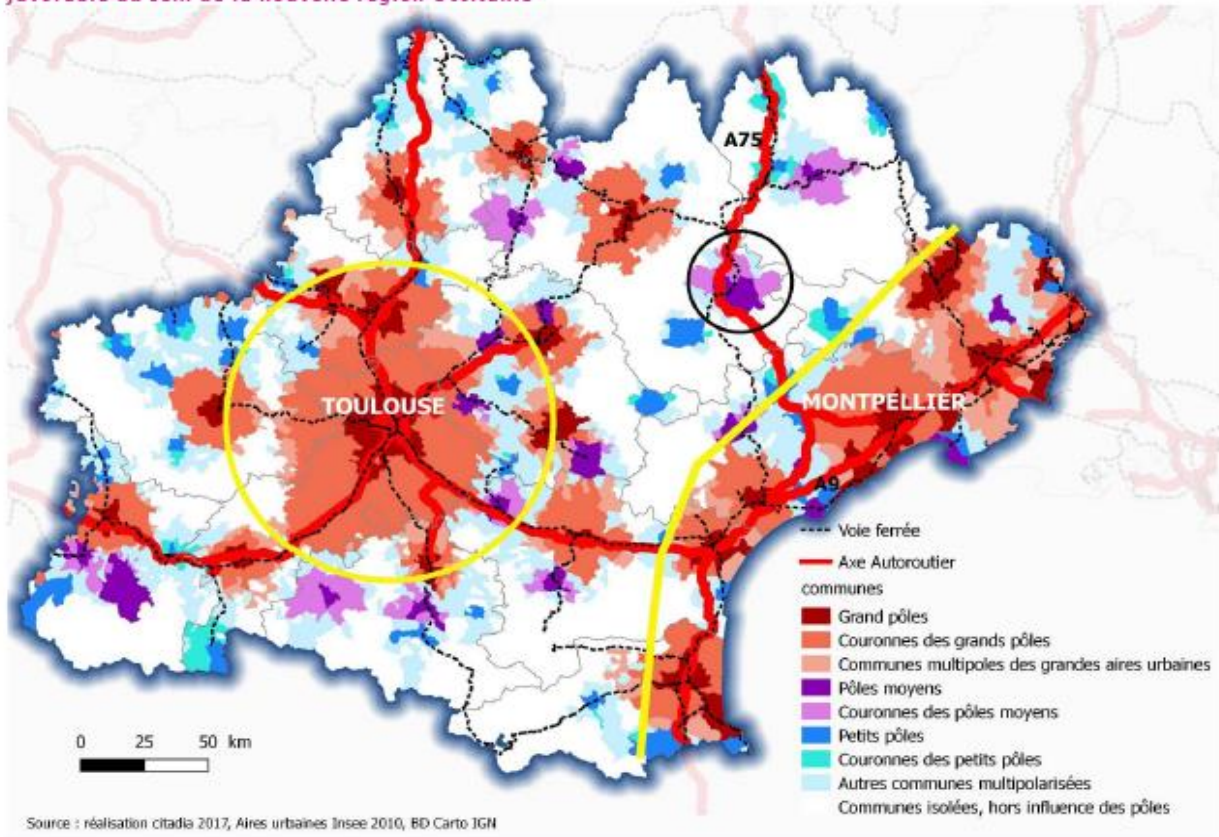 A75
TOULOUSE
MONTPELLIER
A9
Voie ferrée
Axe Autoroutier
communes
Grand pôles
Couronnes des grands pôles
Communes multipoles des grandes aires urbaines
Pôles moyens
Couronnes des pôles moyens
Petits pôles
Couronnes des petits pôles
Autres communes multipolarisées
Communes isolées, hors influence des pôles
0 25 50 km
Source : réalisation citadia 2017, Aires urbaines Insee 2010, BD Carto IGN